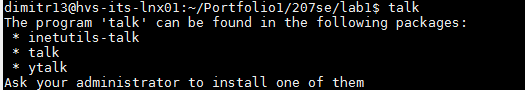 dimitr13@hvs-its-lnx01:~/Portfolio1/207se/lab1$ talk
The program 'talk' can be found in the following packages:
 * inetutils-talk
 * talk
 * ytalk
Ask your administrator to install one of them